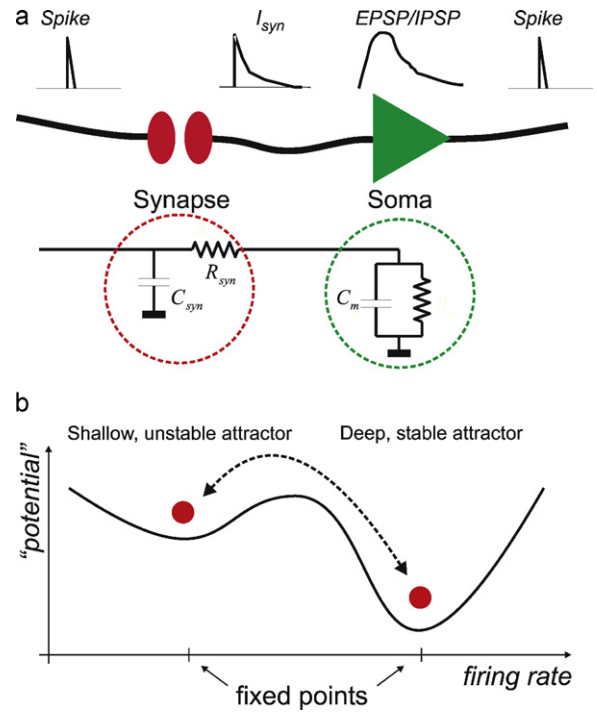 a
Spike
I_syn
EPSP/IPSP
Spike
Synapse
Soma
R_syn
C_syn
C_m
b
Shallow, unstable attractor
Deep, stable attractor
"potential"
firing rate
fixed points